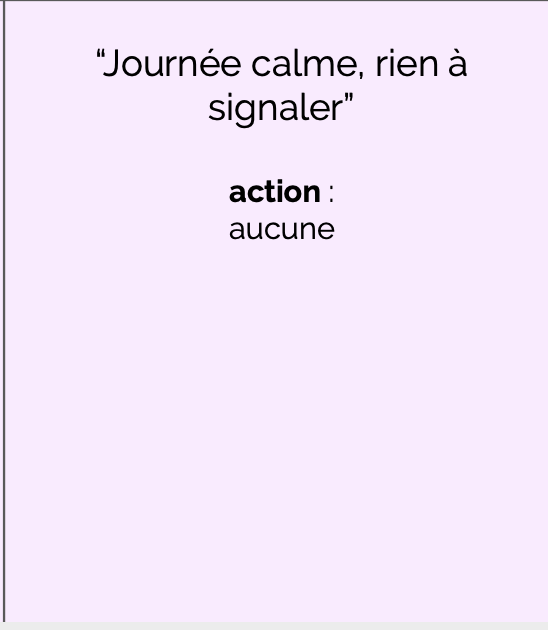 “Journée calme, rien à
signaler”
action :
aucune